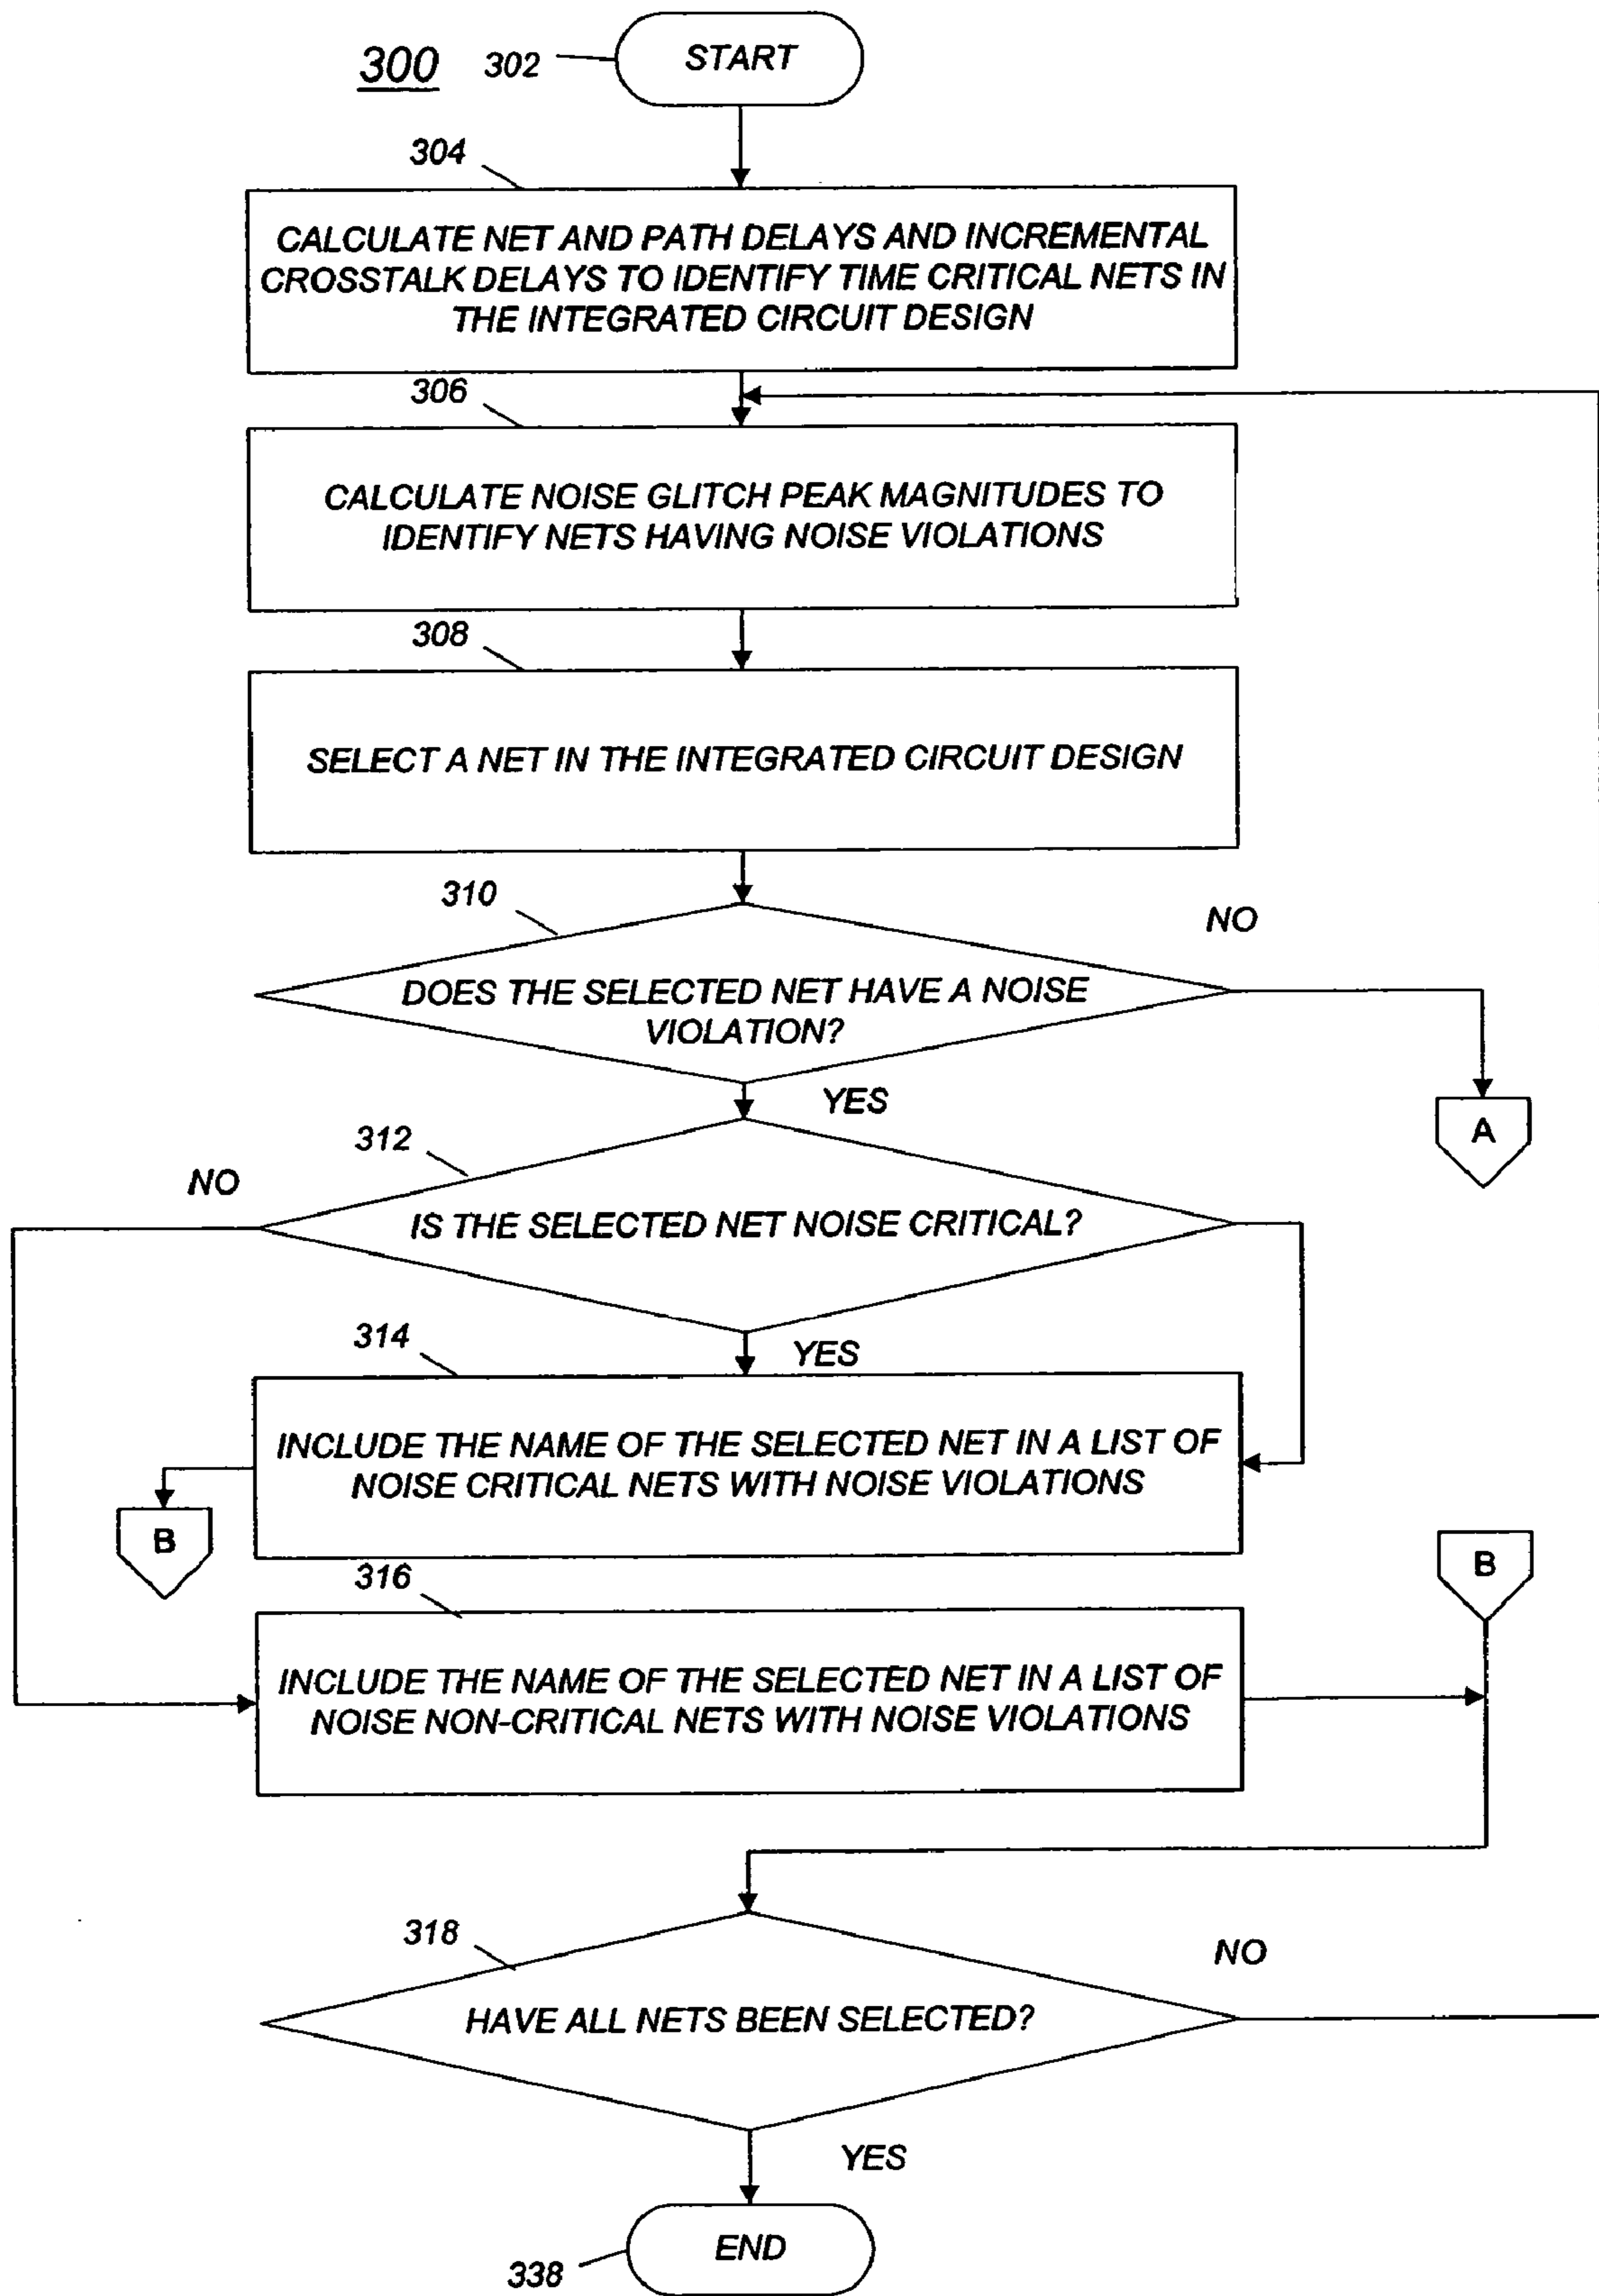 300
302
START
304
CALCULATE NET AND PATH DELAYS AND INCREMENTAL
CROSSTALK DELAYS TO IDENTIFY TIME CRITICAL NETS IN
THE INTEGRATED CIRCUIT DESIGN
306
CALCULATE NOISE GLITCH PEAK MAGNITUDES TO
IDENTIFY NETS HAVING NOISE VIOLATIONS
308
SELECT A NET IN THE INTEGRATED CIRCUIT DESIGN
310
NO
DOES THE SELECTED NET HAVE A NOISE
VIOLATION?
YES
A
312
NO
IS THE SELECTED NET NOISE CRITICAL?
314
YES
INCLUDE THE NAME OF THE SELECTED NET IN A LIST OF
NOISE CRITICAL NETS WITH NOISE VIOLATIONS
B
B
316
INCLUDE THE NAME OF THE SELECTED NET IN A LIST OF
NOISE NON-CRITICAL NETS WITH NOISE VIOLATIONS
318
NO
HAVE ALL NETS BEEN SELECTED?
YES
END
338